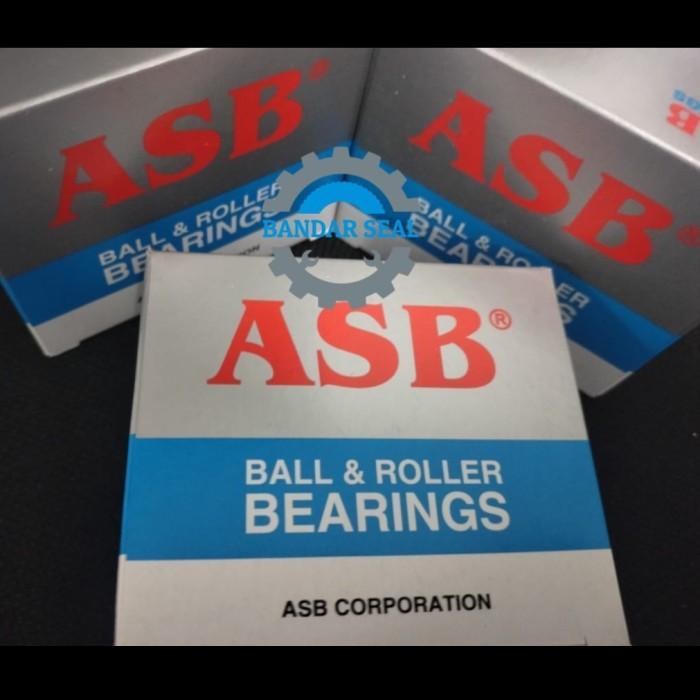 ASB®
BALL & ROLLER
BEARINGS
ASB®
BALL & ROLLER
BEARINGS
BANDAR SEAL
ASB®
BALL & ROLLER
BEARINGS
ASB CORPORATION